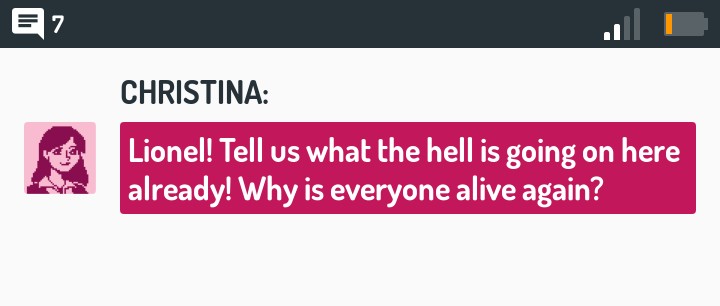 7
CHRISTINA:
Lionel! Tell us what the hell is going on here
already! Why is everyone alive again?